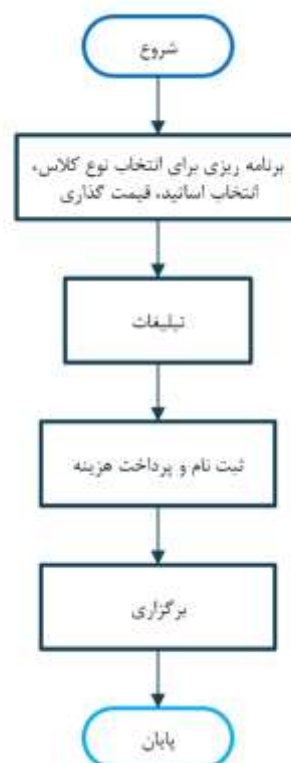 شروع
برنامه ریزی برای انتخاب نوع کلاس،
انتخاب اساتید، قیمت گذاری
تبلیغات
ثبت نام و پرداخت هزینه
برگزاری
پایان